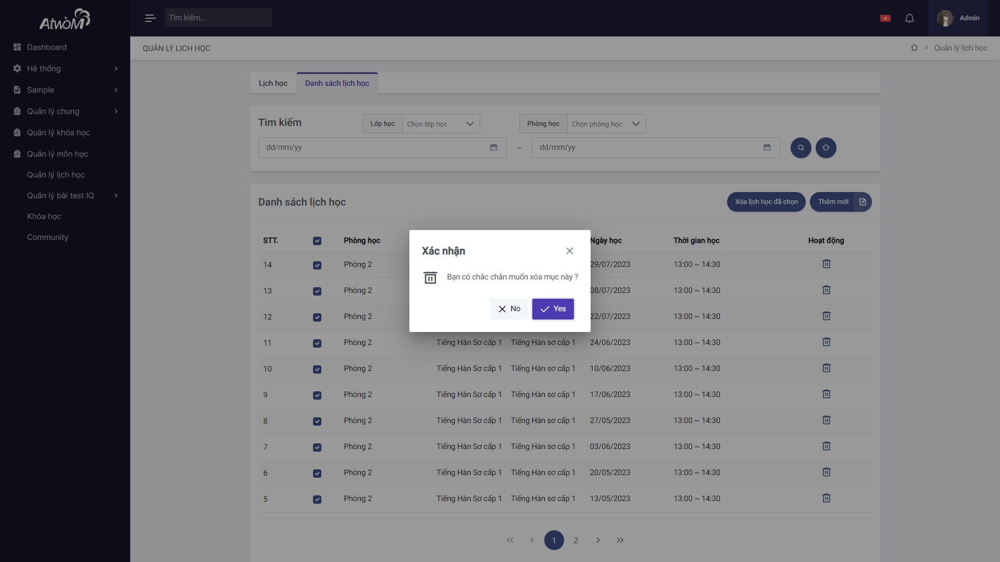 AtwòM
Tìm kiếm...
Admin
Dashboard
Hệ thống
Sample
Quản lý chung
Quản lý khóa học
Quản lý môn học
Quản lý lịch học
Quản lý bài test IQ
Khóa học
Community
QUẢN LÝ LỊCH HỌC
Quản lý lịch học
Lịch học
Danh sách lịch học
Tìm kiếm
Lớp học
Chọn lớp học
Phòng học
Chọn phòng học
dd/mm/yy
~
dd/mm/yy
Danh sách lịch học
Xóa lịch học đã chọn
Thêm mới
STT. Phòng học Ngày học Thời gian học Hoạt động
14 Phòng 2 29/07/2023 13:00 ~ 14:30
13 Phòng 2 08/07/2023 13:00 ~ 14:30
12 Phòng 2 22/07/2023 13:00 ~ 14:30
11 Phòng 2 Tiếng Hàn Sơ cấp 1 Tiếng Hàn sơ cấp 1 24/06/2023 13:00 ~ 14:30
10 Phòng 2 Tiếng Hàn Sơ cấp 1 Tiếng Hàn sơ cấp 1 10/06/2023 13:00 ~ 14:30
9 Phòng 2 Tiếng Hàn Sơ cấp 1 Tiếng Hàn sơ cấp 1 17/06/2023 13:00 ~ 14:30
8 Phòng 2 Tiếng Hàn Sơ cấp 1 Tiếng Hàn sơ cấp 1 27/05/2023 13:00 ~ 14:30
7 Phòng 2 Tiếng Hàn Sơ cấp 1 Tiếng Hàn sơ cấp 1 03/06/2023 13:00 ~ 14:30
6 Phòng 2 Tiếng Hàn Sơ cấp 1 Tiếng Hàn sơ cấp 1 20/05/2023 13:00 ~ 14:30
5 Phòng 2 Tiếng Hàn Sơ cấp 1 Tiếng Hàn sơ cấp 1 13/05/2023 13:00 ~ 14:30
1 2
Xác nhận
Bạn có chắc chắn muốn xóa mục này ?
No
Yes